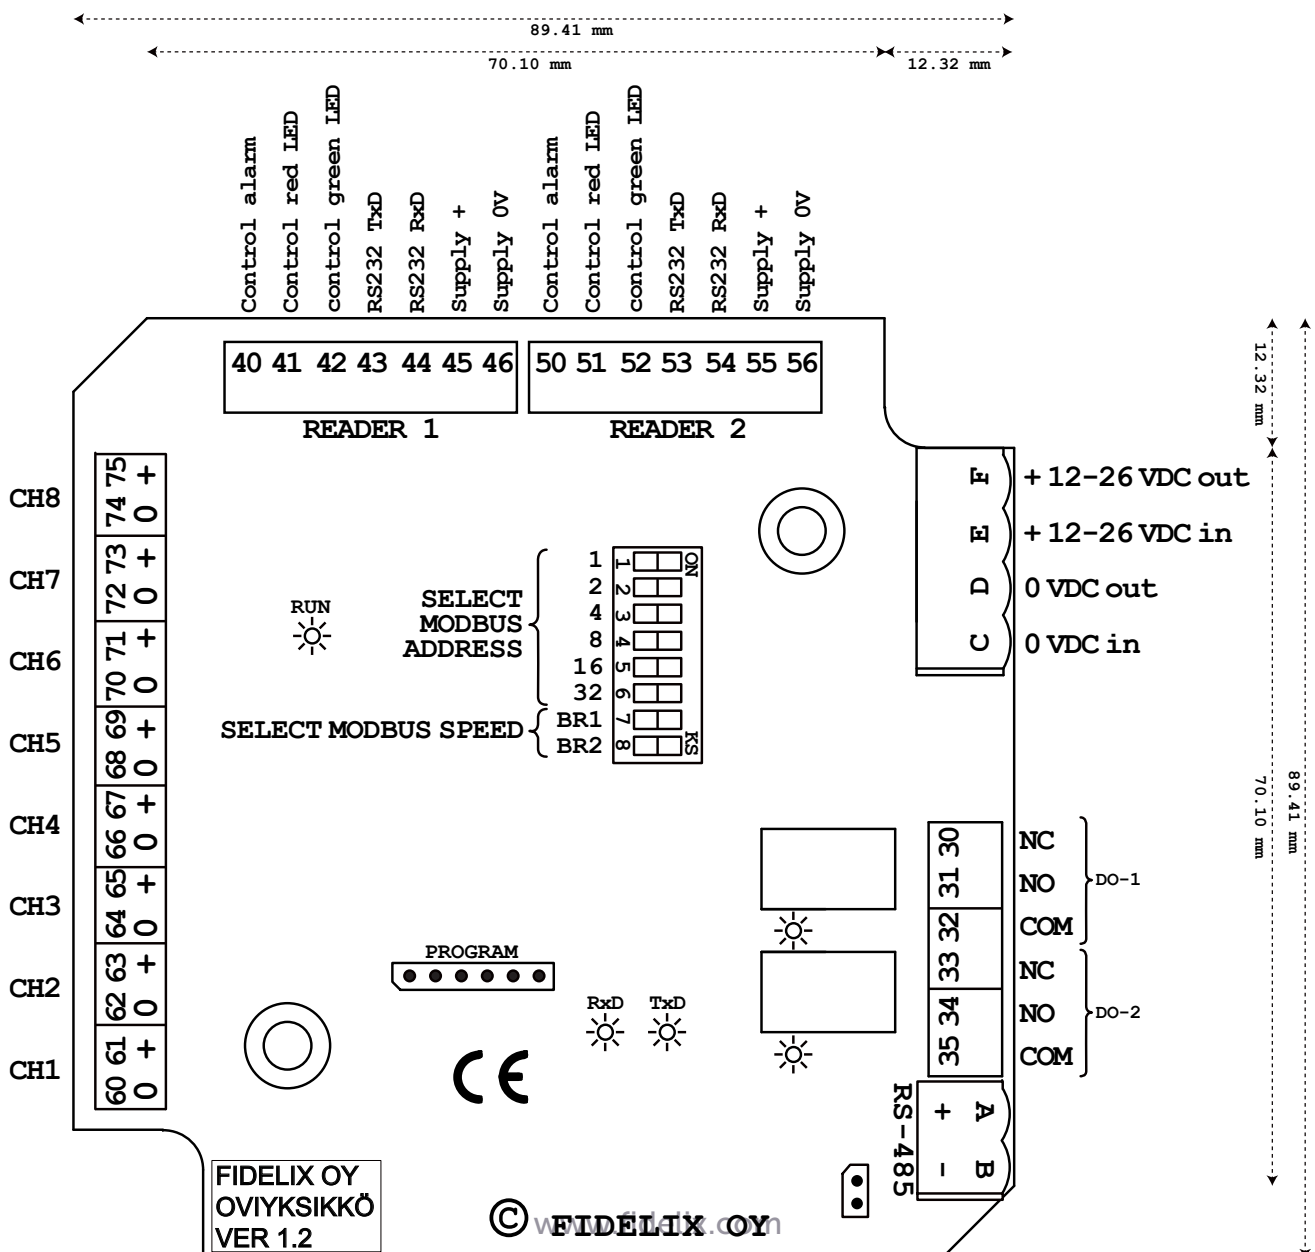 89.41 mm
70.10 mm
12.32 mm
Control alarm
Control red LED
control green LED
RS232 TxD
RS232 RxD
Supply +
Supply 0V
Control alarm
Control red LED
control green LED
RS232 TxD
RS232 RxD
Supply +
Supply 0V
40 41 42 43 44 45 46
50 51 52 53 54 55 56
READER 1
READER 2
12.32 mm
70.10 mm
89.41 mm
CH8
74 75
0 +
CH7
72 73
0 +
CH6
70 71
0 +
CH5
68 69
0 +
CH4
66 67
0 +
CH3
64 65
0 +
CH2
62 63
0 +
CH1
60 61
0 +
F + 12-26 VDC out
E + 12-26 VDC in
D 0 VDC out
C 0 VDC in
RUN
SELECT
MODBUS
ADDRESS
1
2
4
8
16
32
SELECT MODBUS SPEED
BR1
BR2
1
2
3
4
5
6
7
8
ON
KS
30 NC
31 NO
32 COM
DO-1
33 NC
34 NO
35 COM
DO-2
PROGRAM
RxD TxD
CE
RS-485
+ A
- B
FIDELIX OY
OVIYKSIKKÖ
VER 1.2
© FIDELIX OY
www.fidelix.com